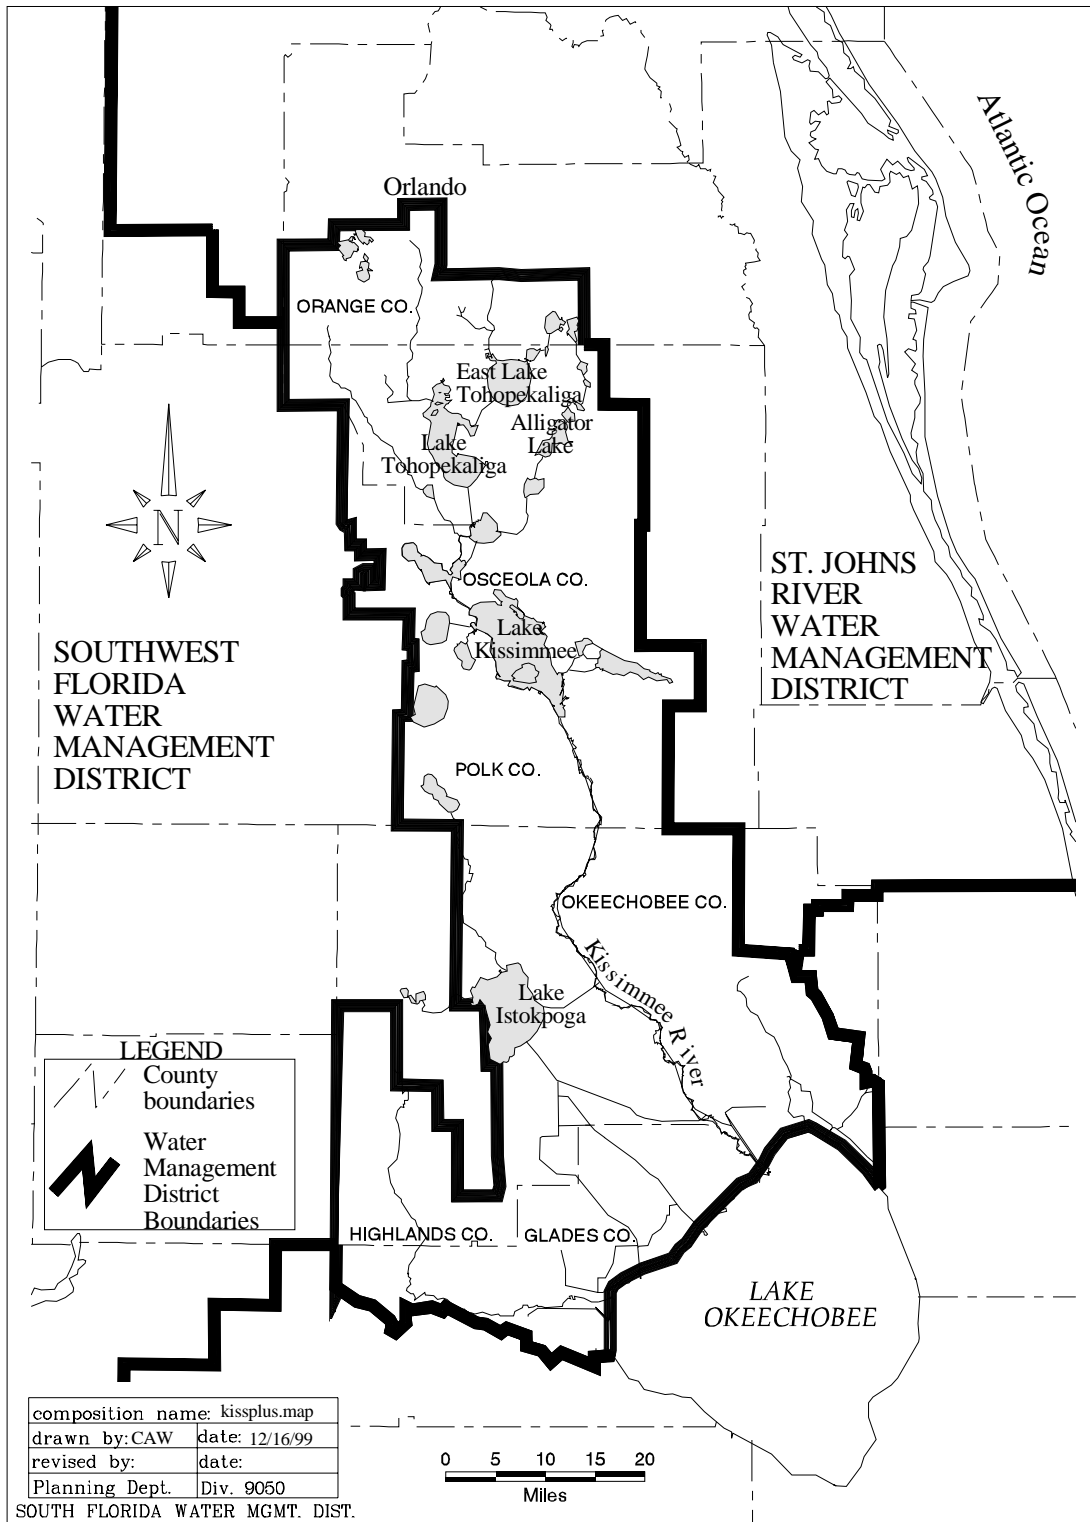 Atlantic Ocean
Orlando
ORANGE CO.
East Lake
Tohopekaliga
Alligator
Lake
Lake
Tohopekaliga
N
OSCEOLA CO.
ST. JOHNS
RIVER
WATER
MANAGEMENT
DISTRICT
Lake
Kissimmee
SOUTHWEST
FLORIDA
WATER
MANAGEMENT
DISTRICT
POLK CO.
OKEECHOBEE CO.
Kissimmee River
Lake
Istokpoga
LEGEND
County
boundaries
Water
Management
District
Boundaries
HIGHLANDS CO.
GLADES CO.
LAKE
OKEECHOBEE
composition name: kissplus.map
drawn by: CAW date: 12/16/99
revised by: date:
Planning Dept. Div. 9050
SOUTH FLORIDA WATER MGMT. DIST.
0 5 10 15 20
Miles